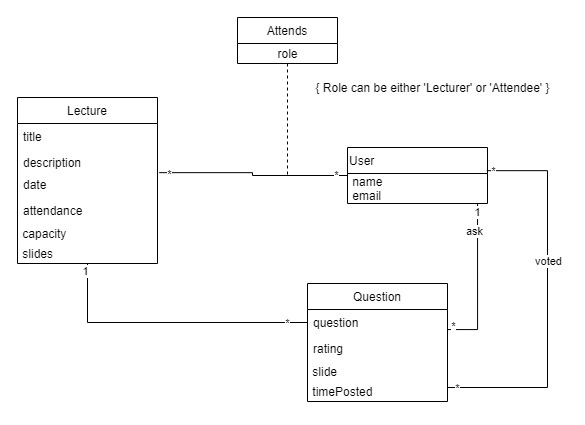 Attends
role
{ Role can be either 'Lecturer' or 'Attendee' }
Lecture
title
description
date
attendance
capacity
slides
*
*
User
name
email
*
1
ask
voted
1
Question
question
rating
slide
timePosted
*
*
*